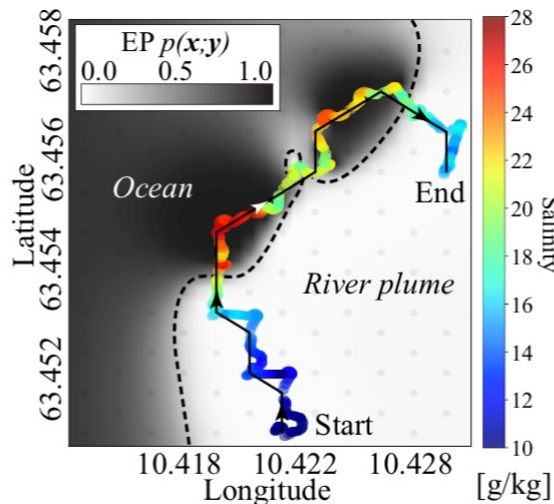 EP p(x;y)
0.0 0.5 1.0
Ocean
River plume
Start
End
Latitude
63.458
63.456
63.454
63.452
10.418 10.422 10.428
Longitude
28
26
24
22
20
18
16
14
12
10
Salinity
[g/kg]